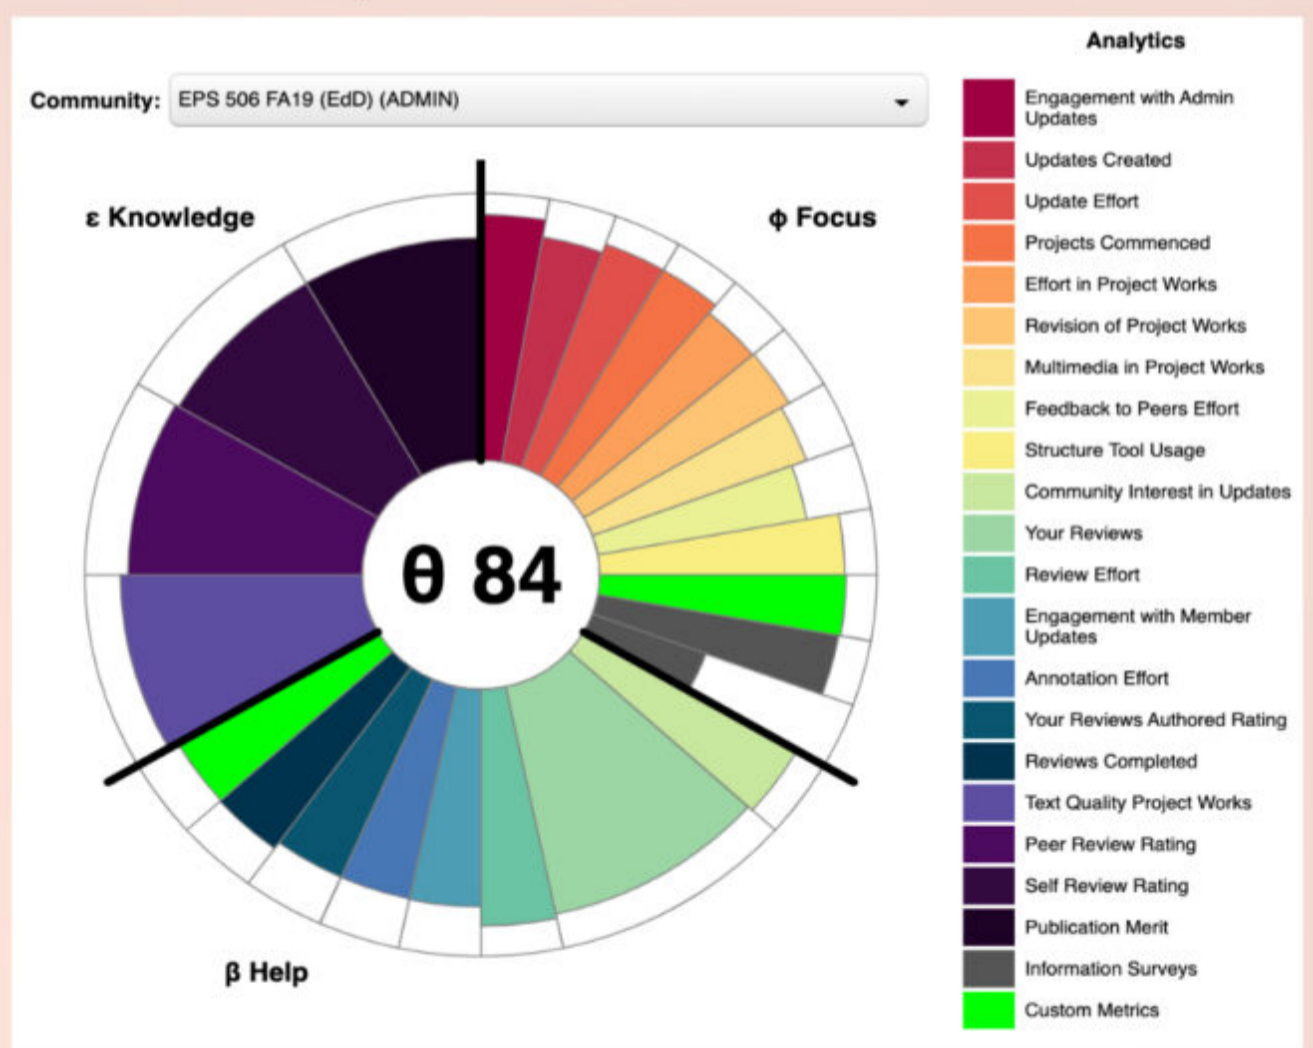 Analytics
Community:
EPS 506 FA19 (EdD) (ADMIN)
ε Knowledge
ϕ Focus
θ 84
β Help
Engagement with Admin
Updates
Updates Created
Update Effort
Projects Commenced
Effort in Project Works
Revision of Project Works
Multimedia in Project Works
Feedback to Peers Effort
Structure Tool Usage
Community Interest in Updates
Your Reviews
Review Effort
Engagement with Member
Updates
Annotation Effort
Your Reviews Authored Rating
Reviews Completed
Text Quality Project Works
Peer Review Rating
Self Review Rating
Publication Merit
Information Surveys
Custom Metrics